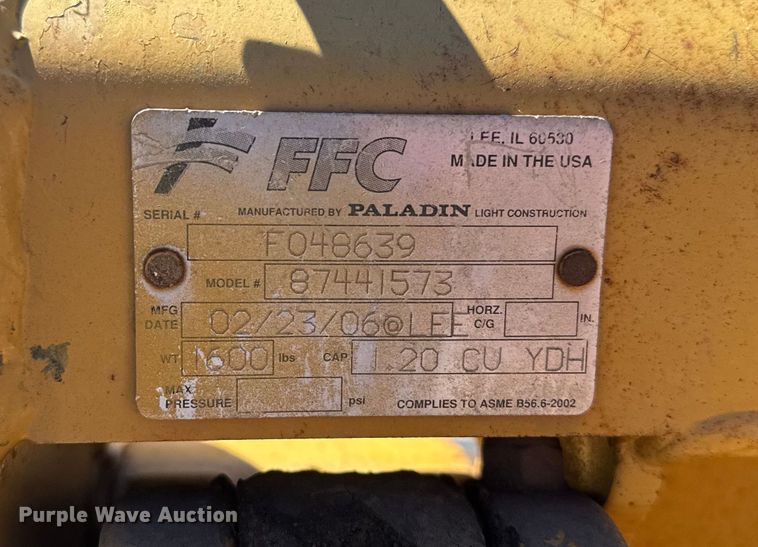 FFC
LEE, IL 60530
MADE IN THE USA
SERIAL # MANUFACTURED BY PALADIN LIGHT CONSTRUCTION
F048639
MODEL # 87441573
MFG DATE 02/23/06@LEE HORZ. C/G IN.
WT 1600 lbs CAP 1.20 CU YDH
MAX. PRESSURE psi COMPLIES TO ASME B56.6-2002
Purple Wave Auction